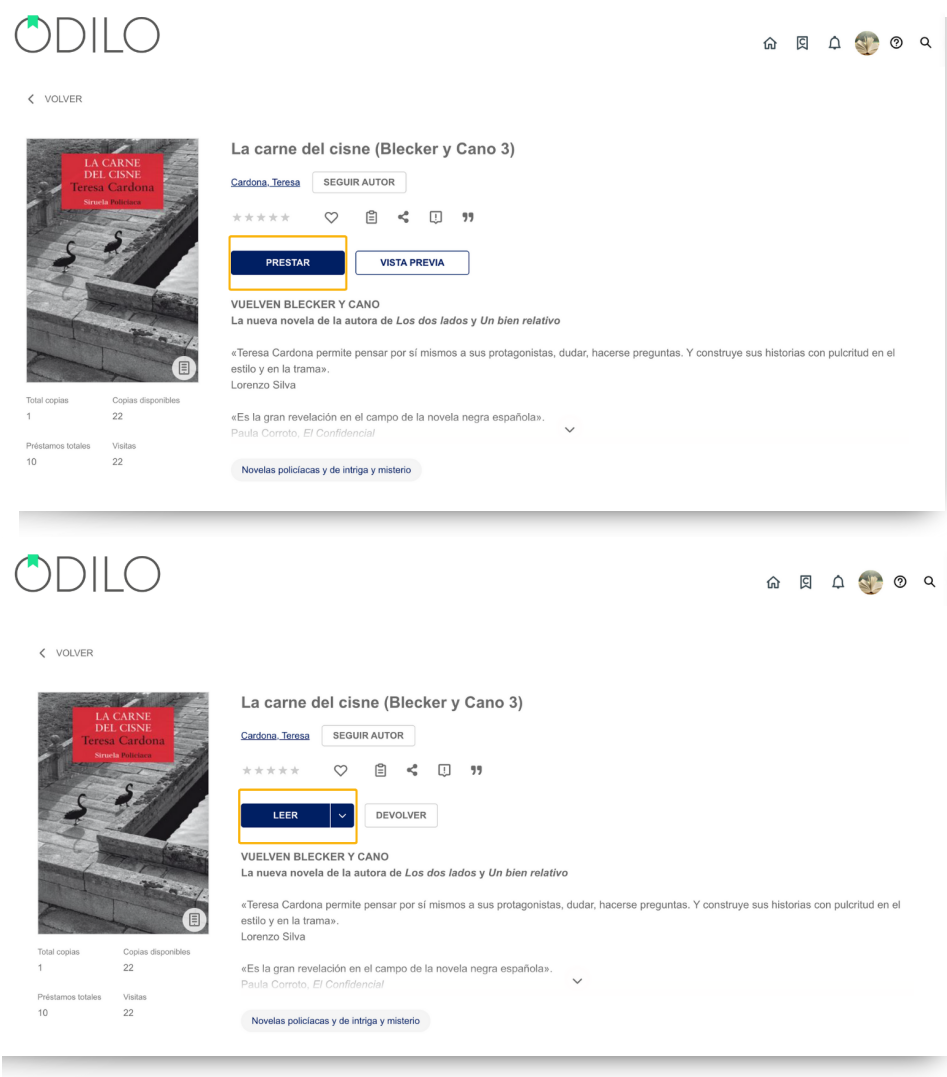 ODILO
VOLVER
LA CARNE
DEL CISNE
Teresa Cardona
Siruela Policiaca
La carne del cisne (Blecker y Cano 3)
Cardona, Teresa
SEGUIR AUTOR
PRESTAR
VISTA PREVIA
VUELVEN BLECKER Y CANO
La nueva novela de la autora de Los dos lados y Un bien relativo
«Teresa Cardona permite pensar por sí mismos a sus protagonistas, dudar, hacerse preguntas. Y construye sus historias con pulcritud en el
estilo y en la trama».
Lorenzo Silva
«Es la gran revelación en el campo de la novela negra española».
Paula Corroto, El Confidencial
Total copias
Copias disponibles
1
22
Préstamos totales
Visitas
10
22
Novelas policíacas y de intriga y misterio
ODILO
VOLVER
LA CARNE
DEL CISNE
Teresa Cardona
Siruela Policiaca
La carne del cisne (Blecker y Cano 3)
Cardona, Teresa
SEGUIR AUTOR
LEER
DEVOLVER
VUELVEN BLECKER Y CANO
La nueva novela de la autora de Los dos lados y Un bien relativo
«Teresa Cardona permite pensar por sí mismos a sus protagonistas, dudar, hacerse preguntas. Y construye sus historias con pulcritud en el
estilo y en la trama».
Lorenzo Silva
«Es la gran revelación en el campo de la novela negra española».
Paula Corroto, El Confidencial
Total copias
Copias disponibles
1
22
Préstamos totales
Visitas
10
22
Novelas policíacas y de intriga y misterio